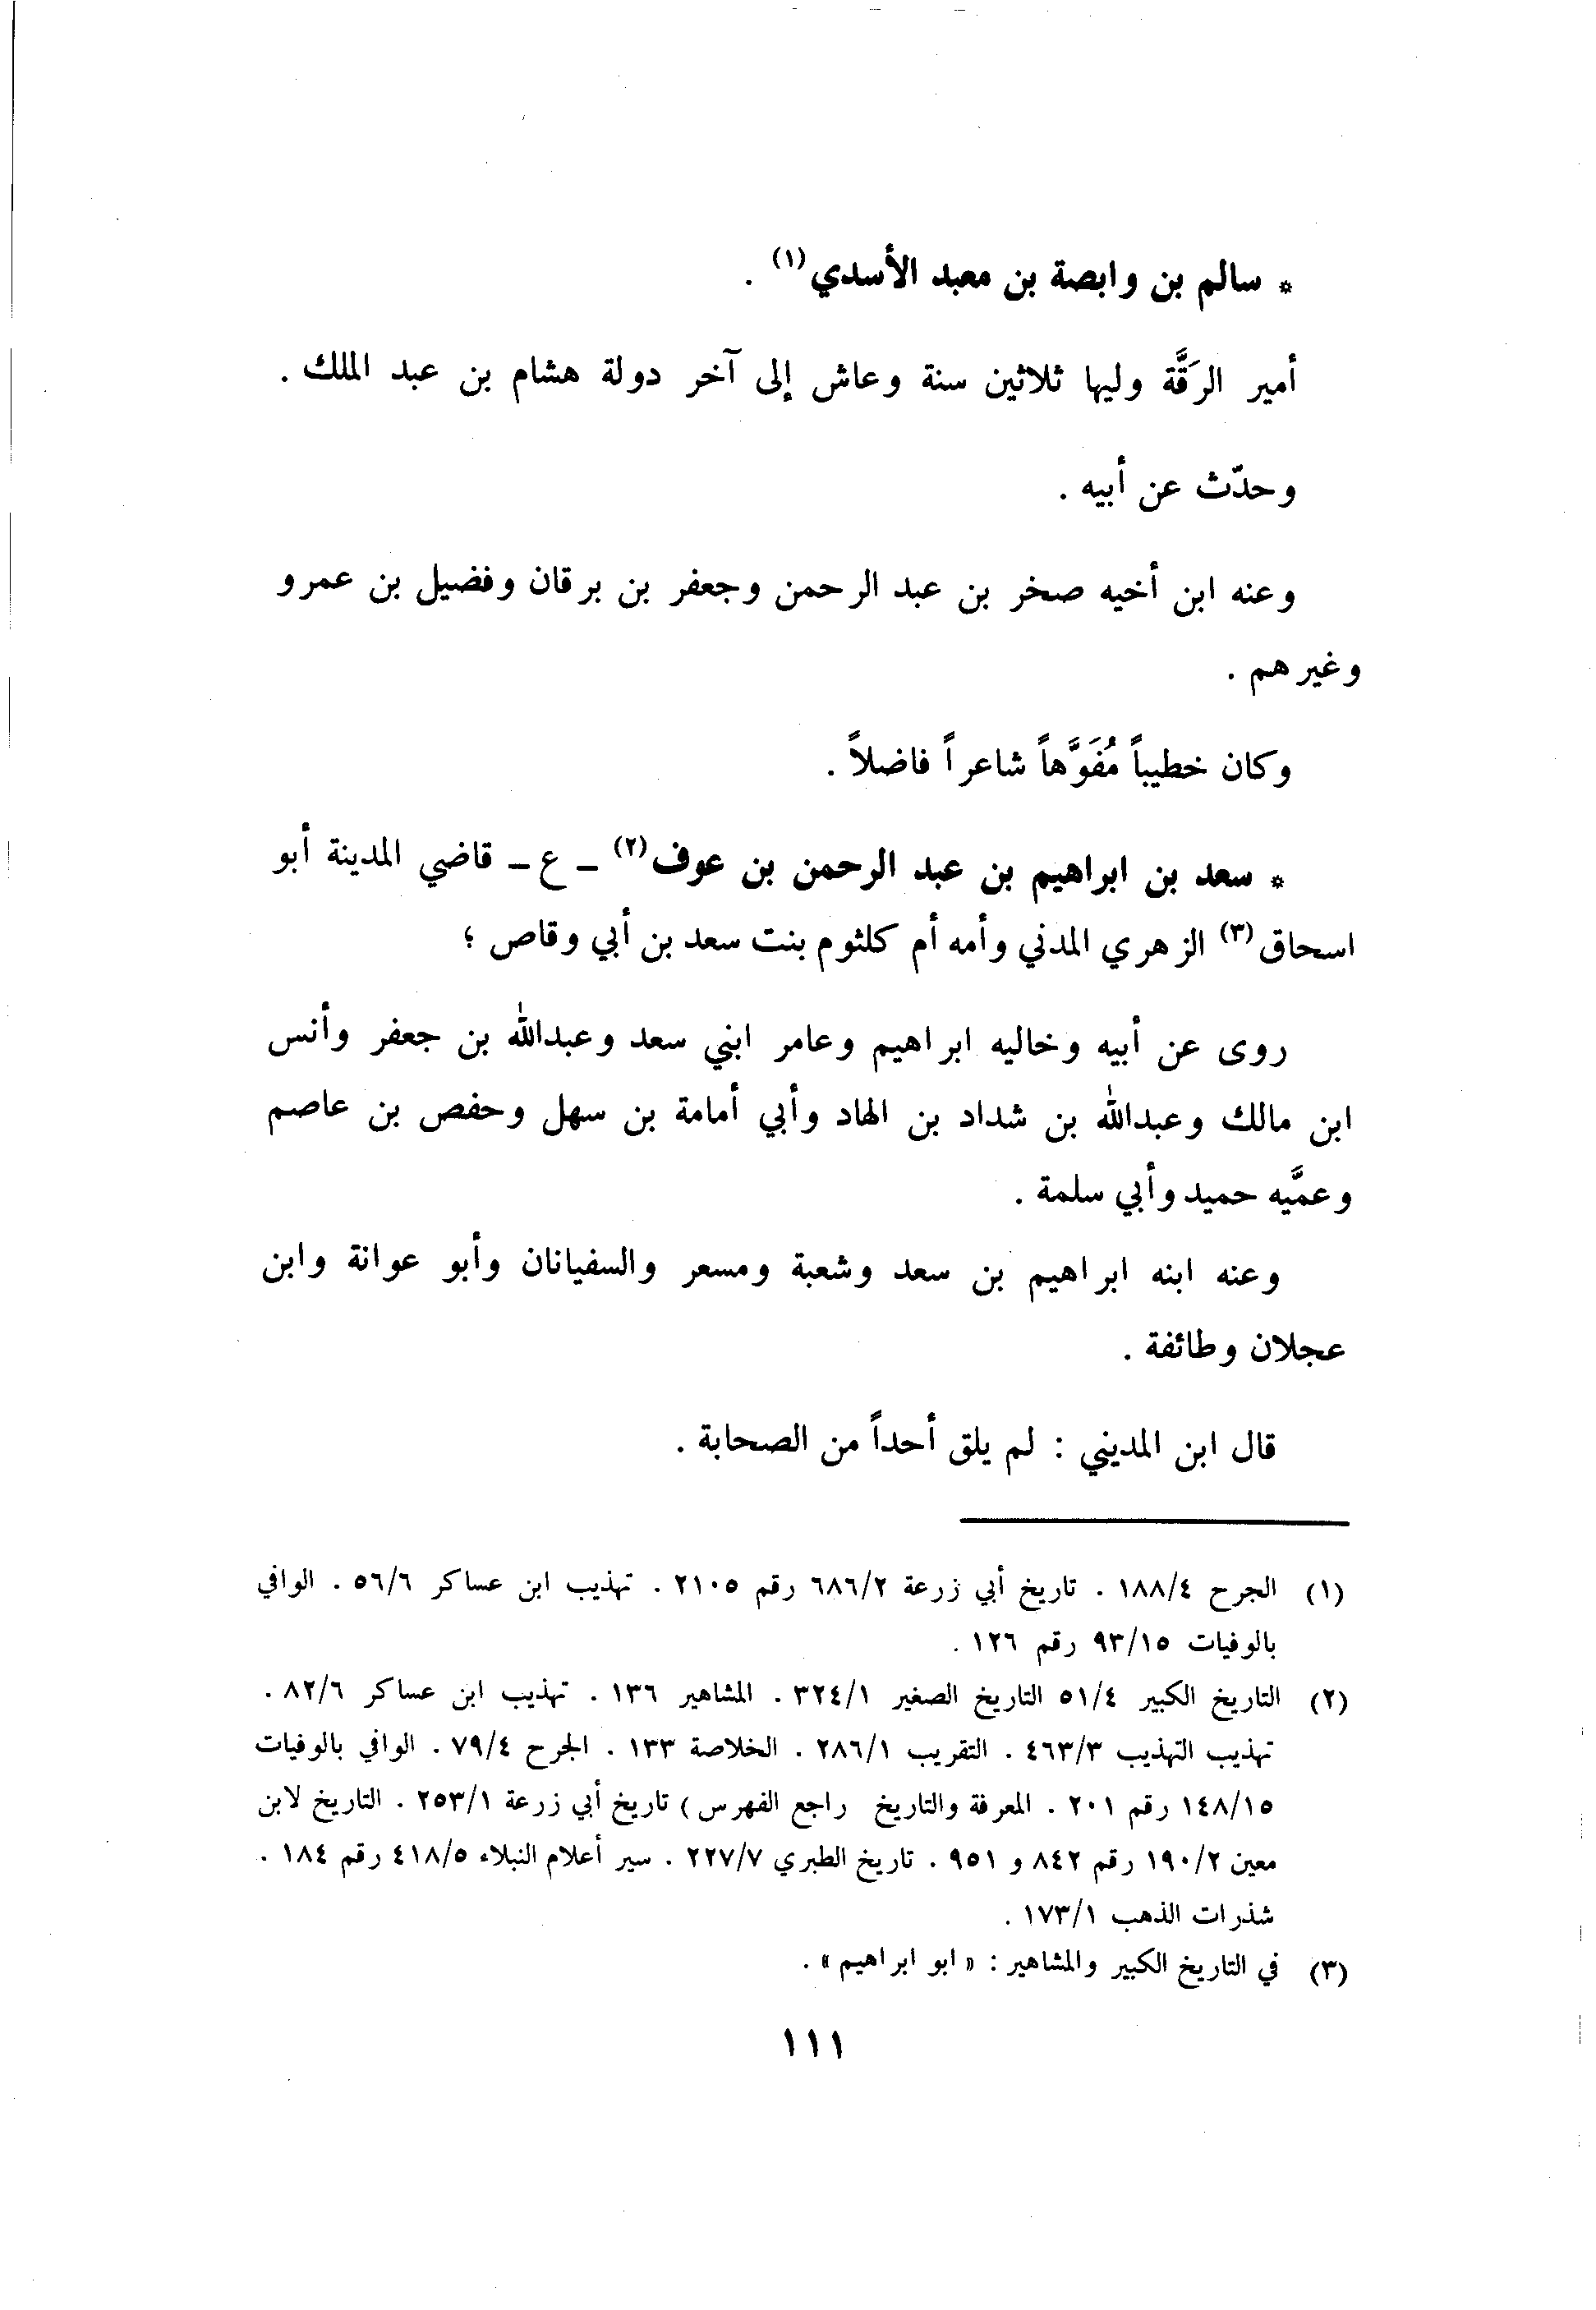 * سالم بن وابصة بن معبد الأسدي(١) .
أمير الرَقَّة وليها ثلاثين سنة وعاش إلى آخر دولة هشام بن عبد الملك .
وحدّث عن أبيه .
وعنه ابن أخيه صخر بن عبد الرحمن وجعفر بن برقان وفضيل بن عمرو
وغيرهم .
وكان خطيباً مُفَوَّهاً شاعراً فاضلاً .
* سعد بن ابراهيم بن عبد الرحمن بن عوف(٢) – ع – قاضي المدينة أبو
اسحاق(٣) الزهري المدني وأمه أم كلثوم بنت سعد بن أبي وقاص ؛
روى عن أبيه وخاليه ابراهيم وعامر ابني سعد وعبدالله بن جعفر وأنس
ابن مالك وعبدالله بن شداد بن الهاد وأبي أمامة بن سهل وحفص بن عاصم
وعمَّيه حميد وأبي سلمة .
وعنه ابنه ابراهيم بن سعد وشعبة ومسعر والسفيانان وأبو عوانة وابن
عجلان وطائفة .
قال ابن المديني : لم يلق أحداً من الصحابة .
(١) الجرح ١٨٨/٤ . تاريخ أبي زرعة ٦٨٦/٢ رقم ٢١٠٥ . تهذيب ابن عساكر ٥٦/٦ . الوافي
بالوفيات ٩٣/١٥ رقم ١٢٦ .
(٢) التاريخ الكبير ٥١/٤ التاريخ الصغير ٣٢٤/١ . المشاهير ١٣٦ . تهذيب ابن عساكر ٨٢/٦ .
تهذيب التهذيب ٤٦٣/٣ . التقريب ٢٨٦/١ . الخلاصة ١٣٣ . الجرح ٧٩/٤ . الوافي بالوفيات
١٤٨/١٥ رقم ٢٠١ . المعرفة والتاريخ راجع الفهرس ) تاريخ أبي زرعة ٢٥٣/١ . التاريخ لابن
معين ١٩٠/٢ رقم ٨٤٢ و ٩٥١ . تاريخ الطبري ٢٢٧/٧ . سير أعلام النبلاء ٤١٨/٥ رقم ١٨٤ .
شذرات الذهب ١٧٣/١ .
(٣) في التاريخ الكبير والمشاهير : « ابو ابراهيم » .
١١١